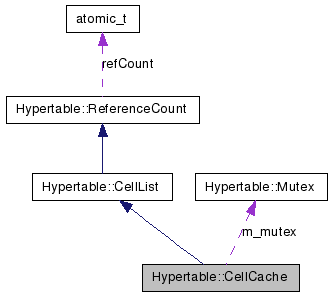 atomic_t
refCount
Hypertable::ReferenceCount
Hypertable::CellList
Hypertable::Mutex
m_mutex
Hypertable::CellCache